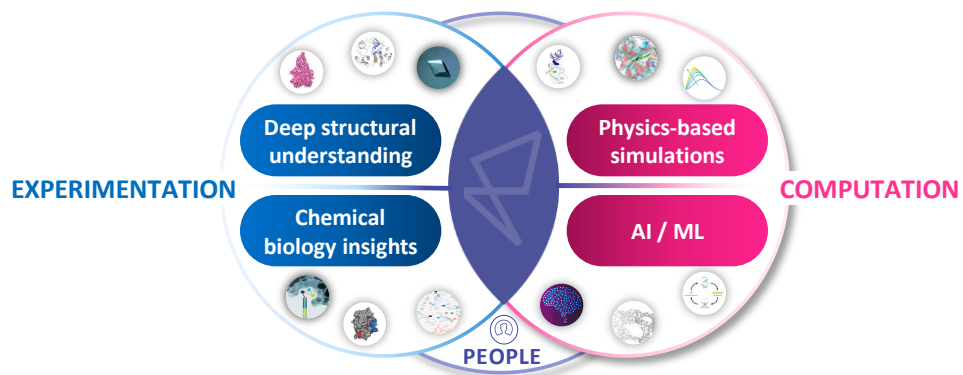 Deep structural
understanding
Physics-based
simulations
EXPERIMENTATION
COMPUTATION
Chemical
biology insights
AI / ML
PEOPLE